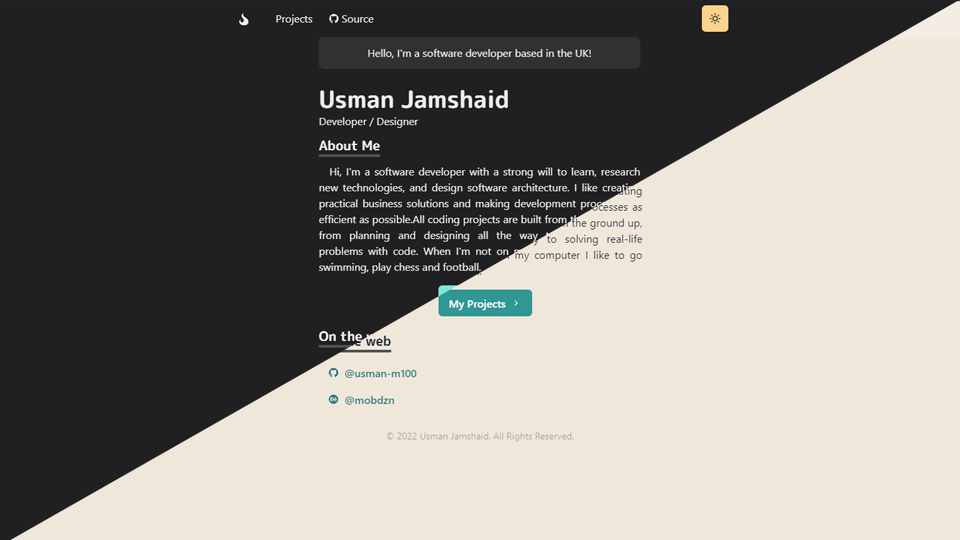 Projects Source
Hello, I'm a software developer based in the UK!
Usman Jamshaid
Developer / Designer
About Me
Hi, I'm a software developer with a strong will to learn, research
new technologies, and design software architecture. I like creating
practical business solutions and making development processes as
efficient as possible.All coding projects are built from the ground up,
from planning and designing all the way to solving real-life
problems with code. When I'm not on my computer I like to go
swimming, play chess and football.
My Projects
On the web
@usman-m100
@mobdzn
© 2022 Usman Jamshaid. All Rights Reserved.